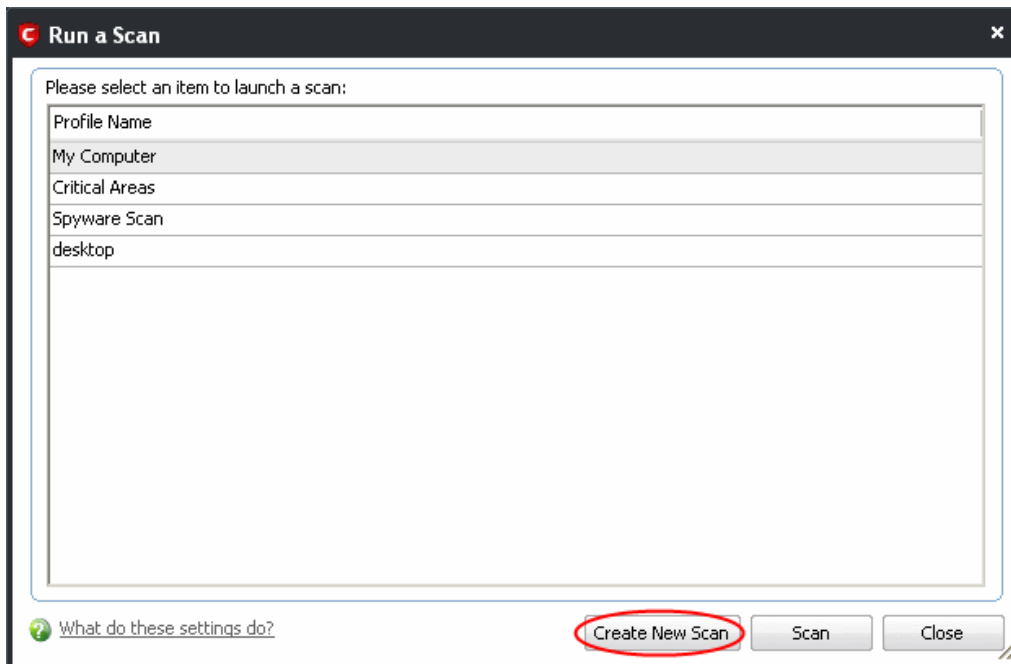 C Run a Scan
Please select an item to launch a scan:
Profile Name
My Computer
Critical Areas
Spyware Scan
desktop
? What do these settings do?
Create New Scan
Scan
Close